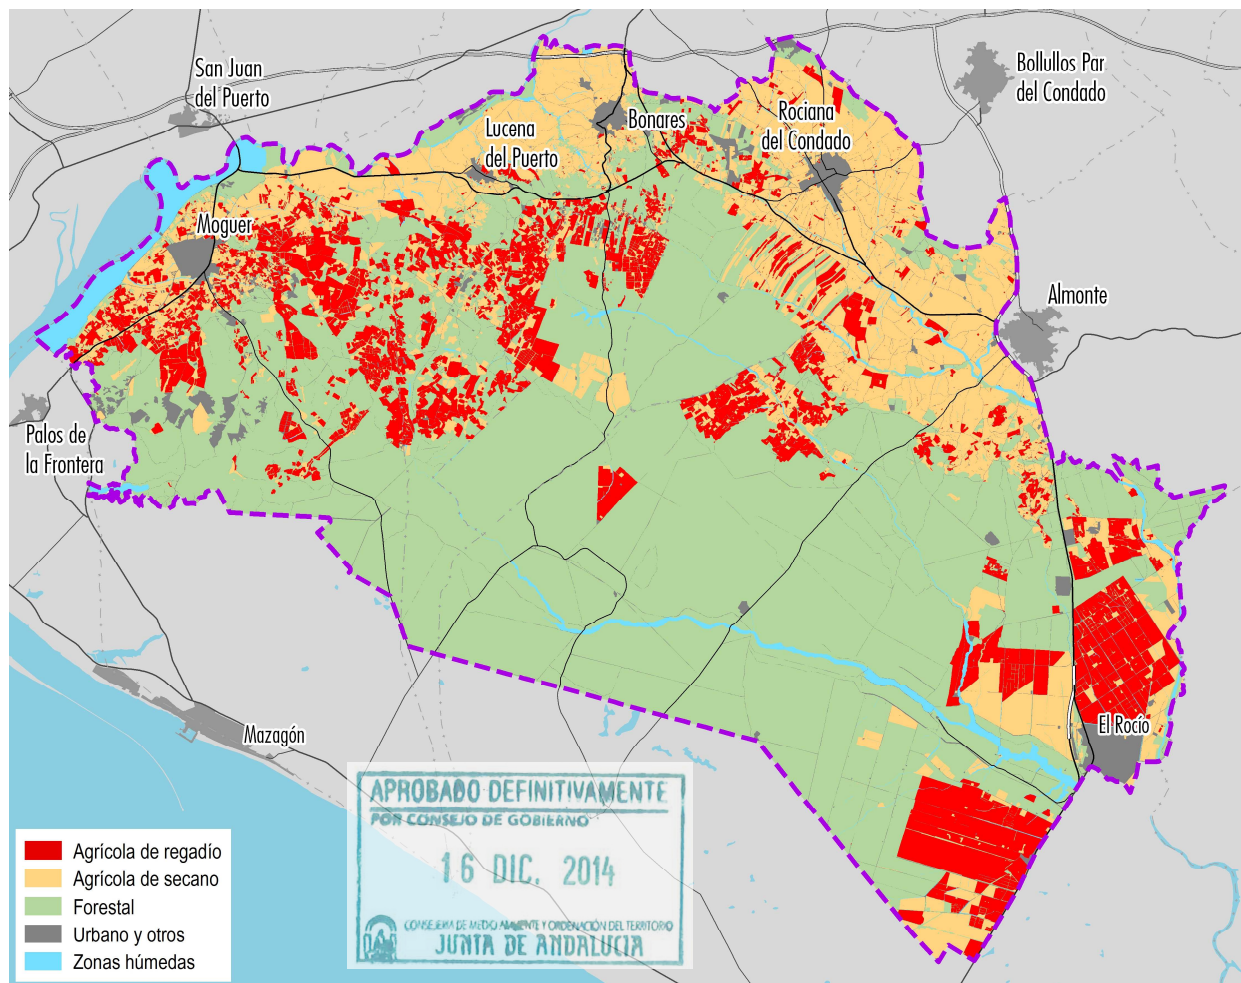 San Juan
del Puerto
Bollullos Par
del Condado
Lucena
del Puerto
Bonares
Rociana
del Condado
Moguer
Almonte
Palos de
la Frontera
Mazagón
El Rocío
APROBADO DEFINITIVAMENTE
POR CONSEJO DE GOBIERNO
16 DIC. 2014
CONSEJERIA DE MEDIO AMBIENTE Y ORDENACIÓN DEL TERRITORIO
JUNTA DE ANDALUCIA
Agrícola de regadío
Agrícola de secano
Forestal
Urbano y otros
Zonas húmedas